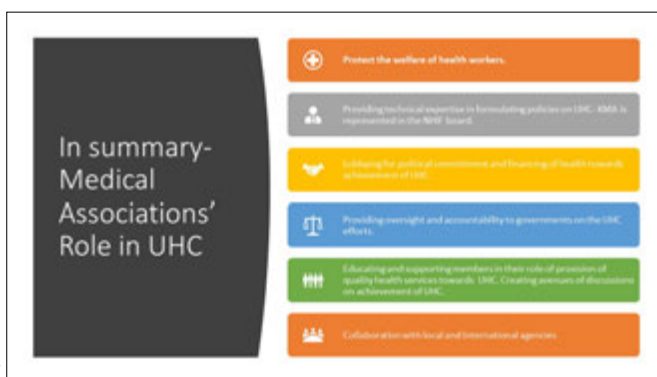 In summary-
Medical
Associations’
Role in UHC
Protect the welfare of health workers.
Providing technical expertise in formulating policies on UHC- KMA is
represented in the NHIF board.
Lobbying for political commitment and financing of health towards
achievement of UHC.
Providing oversight and accountability to governments on the UHC
efforts.
Educating and supporting members in their role of provision of
quality health services towards UHC. Creating avenues of discussions
on achievement of UHC.
Collaboration with local and international agencies